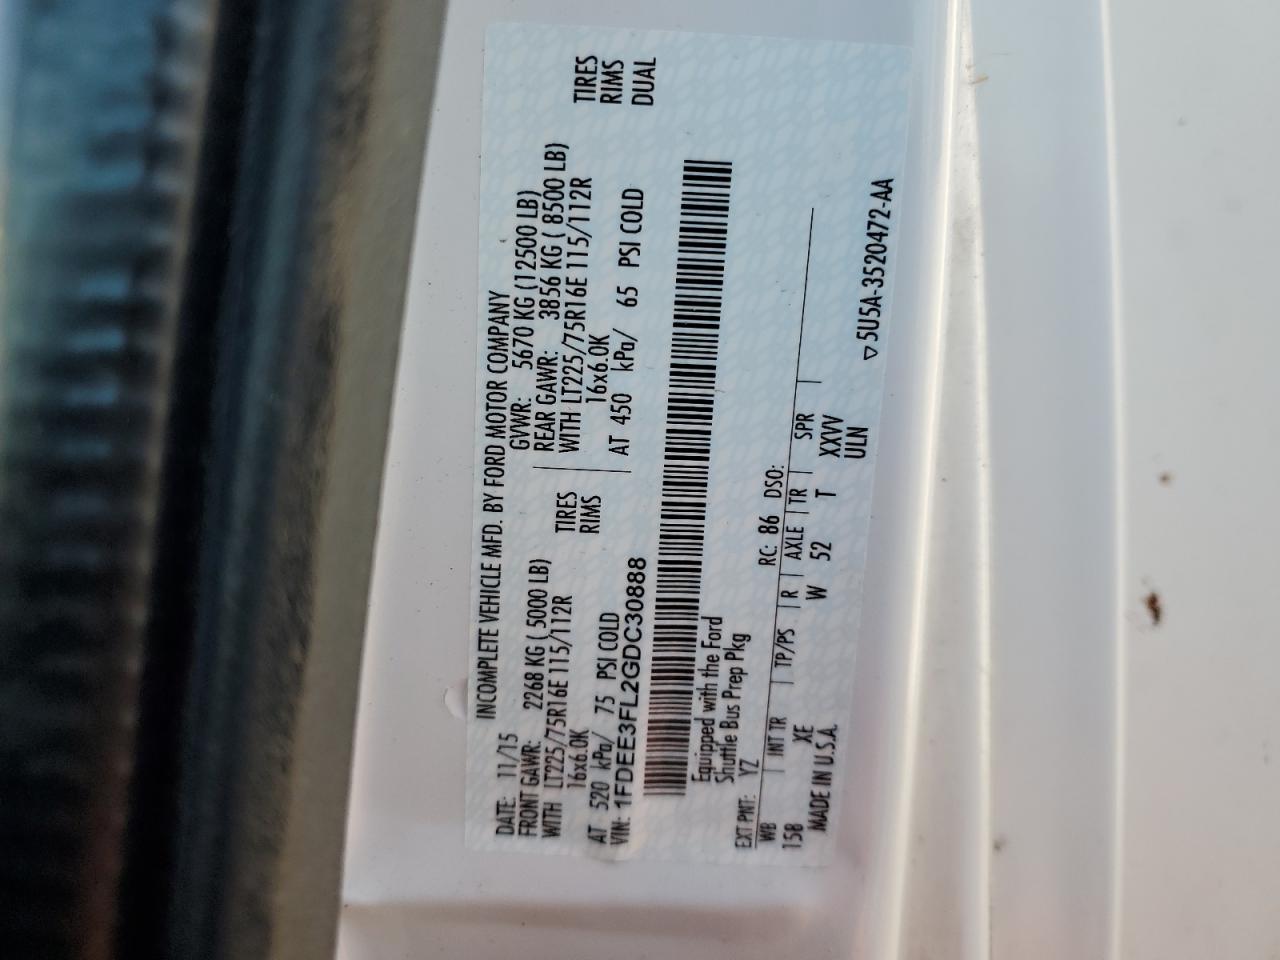 DATE: 11/15 INCOMPLETE VEHICLE MFD. BY FORD MOTOR COMPANY
GVWR: 5670 KG (12500 LB)
FRONT GAWR: 2268 KG ( 5000 LB) REAR GAWR: 3856 KG ( 8500 LB)
WITH LT225/75R16E 115/112R TIRES WITH LT225/75R16E 115/112R TIRES
16x6.0K RIMS 16x6.0K RIMS
AT 520 kPa/ 75 PSI COLD AT 450 kPa/ 65 PSI COLD DUAL
VIN: 1FDEE3FL2GDC30888
Equipped with the Ford
Shuttle Bus Prep Pkg
EXT PNT: YZ RC: 86 DSO:
WB | INT TR | TP/PS | R | AXLE | TR | SPR |
158 XE W 52 T XXVV
MADE IN U.S.A. ULN
▽5U5A-3520472-AA